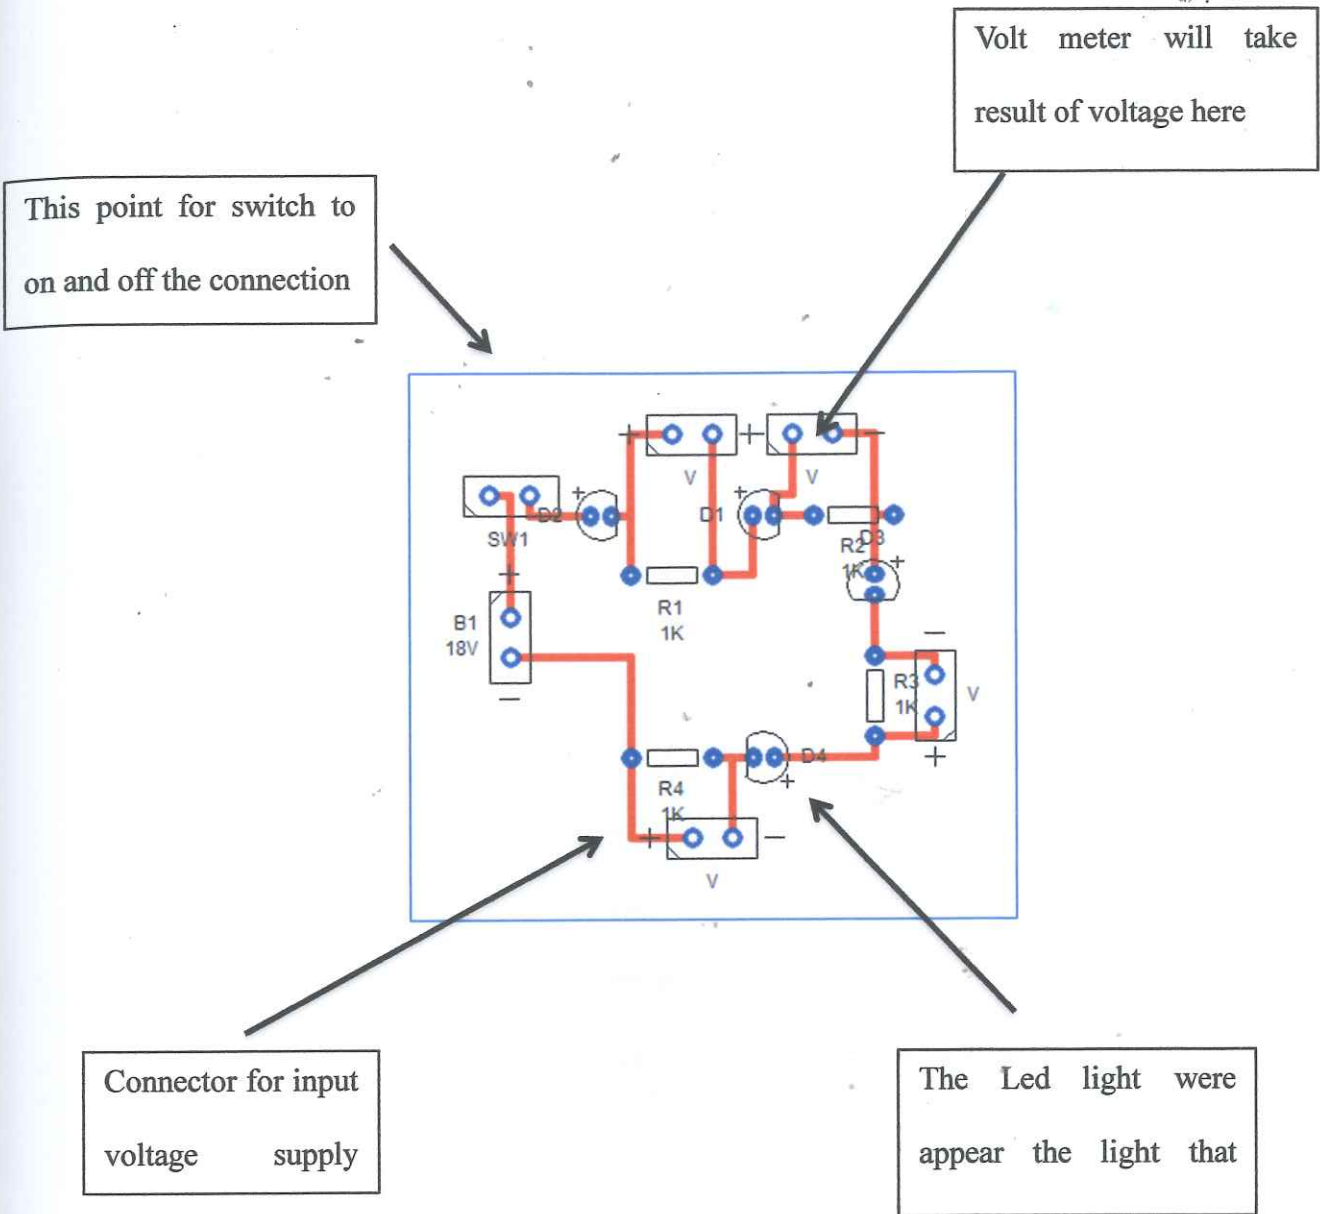 Volt meter will take
result of voltage here
This point for switch to
on and off the connection
+ + −
V V
+ +
D2 D1
SW1 R2 D3
1K +
+
R1
1K
B1
18V
−
−
R3
1K
V
+
D4
+
R4
1K
+ −
V
Connector for input
voltage supply
The Led light were
appear the light that